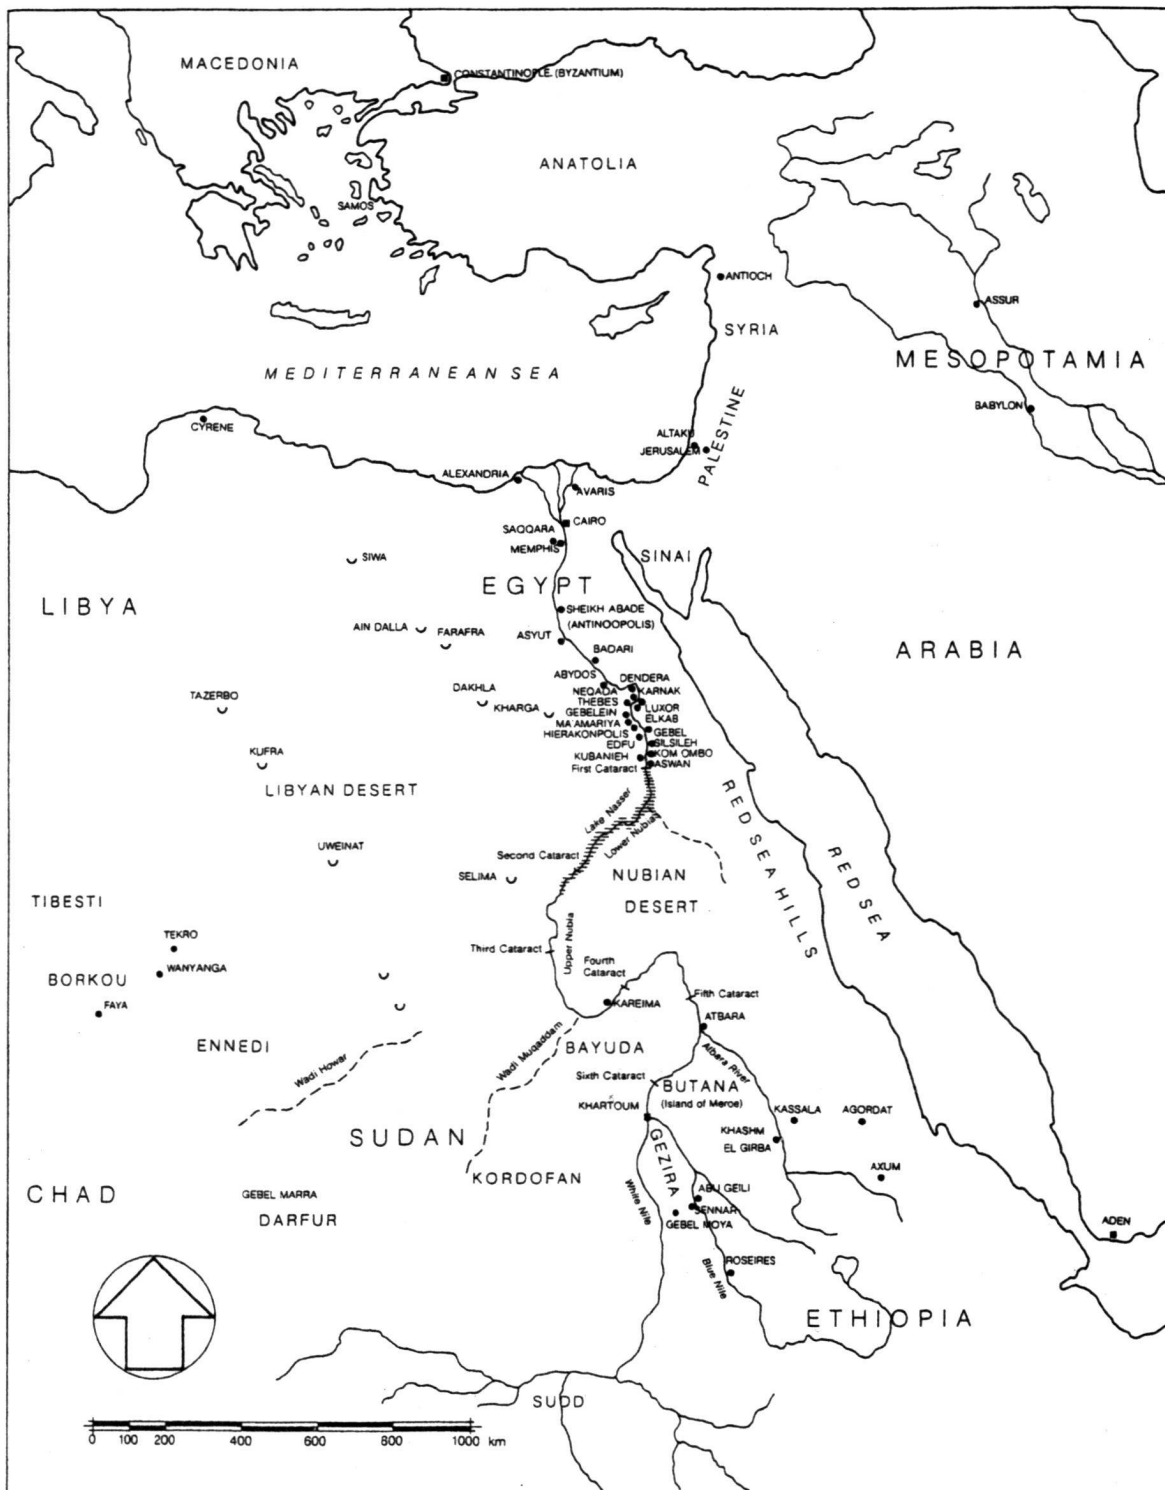 MACEDONIA
CONSTANTINOPLE (BYZANTIUM)
ANATOLIA
SAMOS
ANTIOCH
ASSUR
SYRIA
MESOPOTAMIA
MEDITERRANEAN SEA
BABYLON
CYRENE
PALESTINE
ALTAKU
JERUSALEM
ALEXANDRIA
AVARIS
CAIRO
SAQQARA
MEMPHIS
SINAI
SIWA
EGYPT
LIBYA
SHEIKH ABADE
(ANTINOOPOLIS)
AIN DALLA
FARAFRA
ASYUT
ARABIA
BADARI
ABYDOS
DENDERA
DAKHLA
NEQADA
KARNAK
TAZERBO
KHARGA
THEBES
LUXOR
GEBELEIN
ELKAB
MA'AMARIYA
HIERAKONPOLIS
GEBEL
SILSILEH
EDFU
KUFRA
KUBANIEH
KOM OMBO
First Cataract
ASWAN
LIBYAN DESERT
Lake Nasser
Lower Nubia
RED SEA HILLS
RED SEA
UWEINAT
Second Cataract
SELIMA
NUBIAN
DESERT
TIBESTI
TEKRO
Third Cataract
Upper Nubia
Fourth
Cataract
WANYANGA
BORKOU
FAYA
KAREIMA
Fifth Cataract
ATBARA
ENNEDI
Wadi Howar
Wadi Muqaddam
BAYUDA
Atbara River
Sixth Cataract
BUTANA
(Island of Meroe)
KHARTOUM
KASSALA
AGORDAT
SUDAN
KHASHM
EL GIRBA
GEZIRA
KORDOFAN
AXUM
CHAD
GEBEL MARRA
DARFUR
White Nile
ABU GEILI
SENNAR
GEBEL MOYA
ADEN
ROSEIRES
Blue Nile
ETHIOPIA
SUDD
0 100 200 400 600 800 1000 km